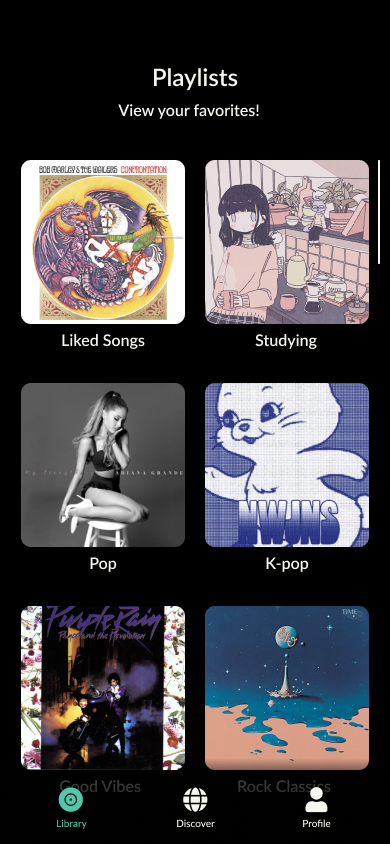 Playlists
View your favorites!
BOB MARLEY & THE WAILERS CONFRONTATION
Liked Songs
Studying
My Everything ARIANA GRANDE
Pop
NWJNS
K-pop
Purple Rain
Prince and the Revolution
TIME
Good Vibes
Rock Classics
Library
Discover
Profile